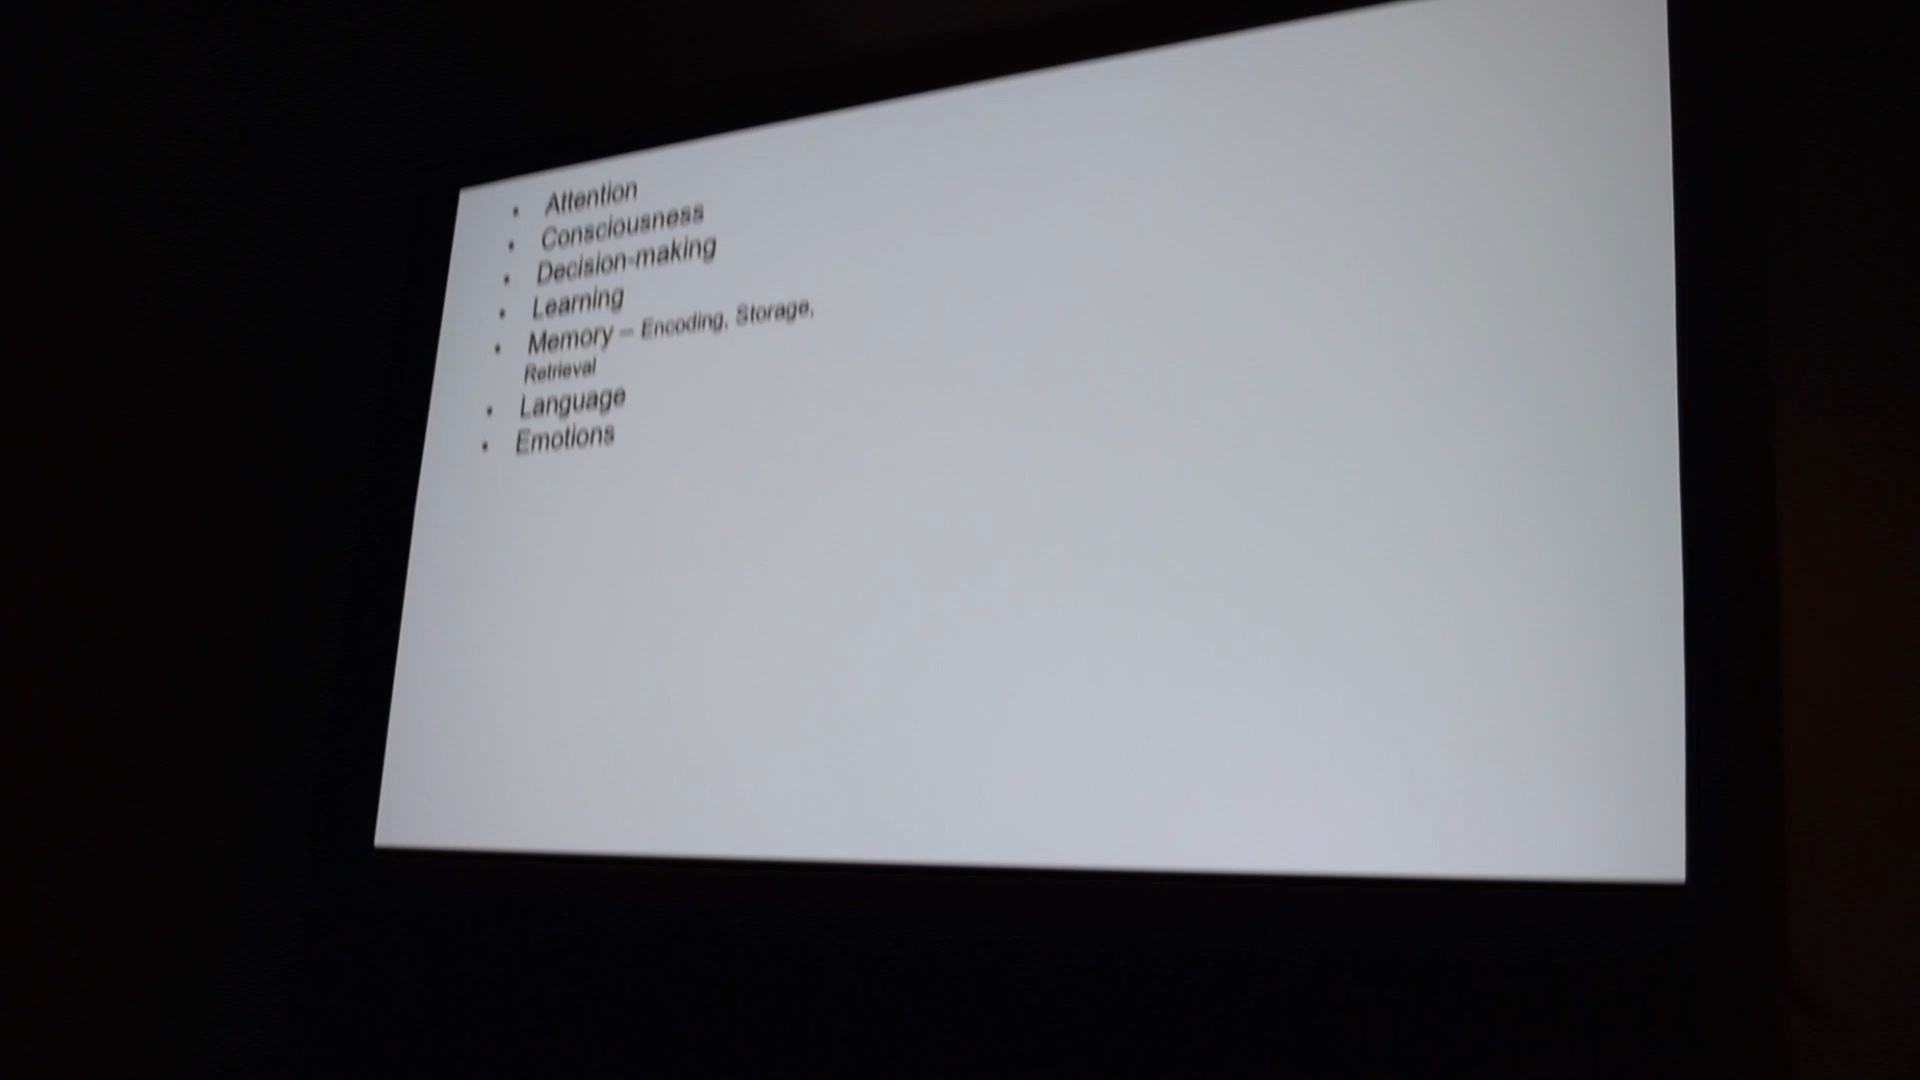 • Attention
• Consciousness
• Decision-making
• Learning
• Memory – Encoding, Storage,
Retrieval
• Language
• Emotions